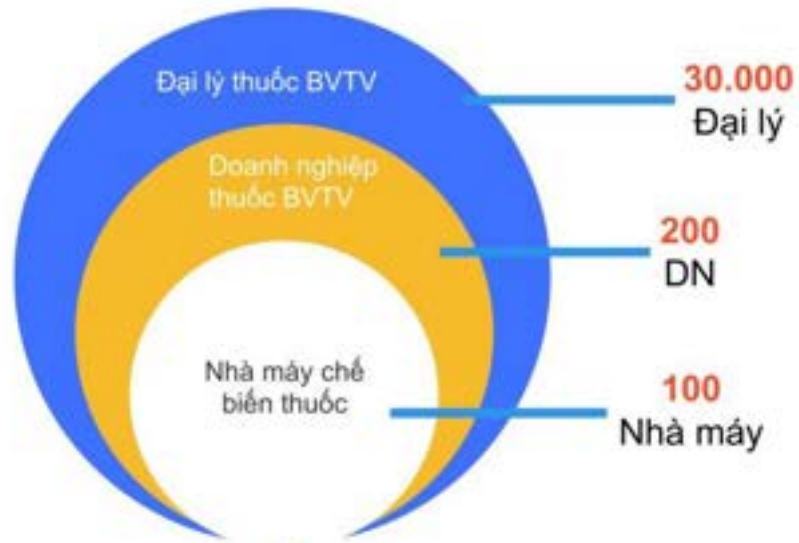 Đại lý thuốc BVTV
30.000
Đại lý
Doanh nghiệp
thuốc BVTV
200
DN
Nhà máy chế
biến thuốc
100
Nhà máy